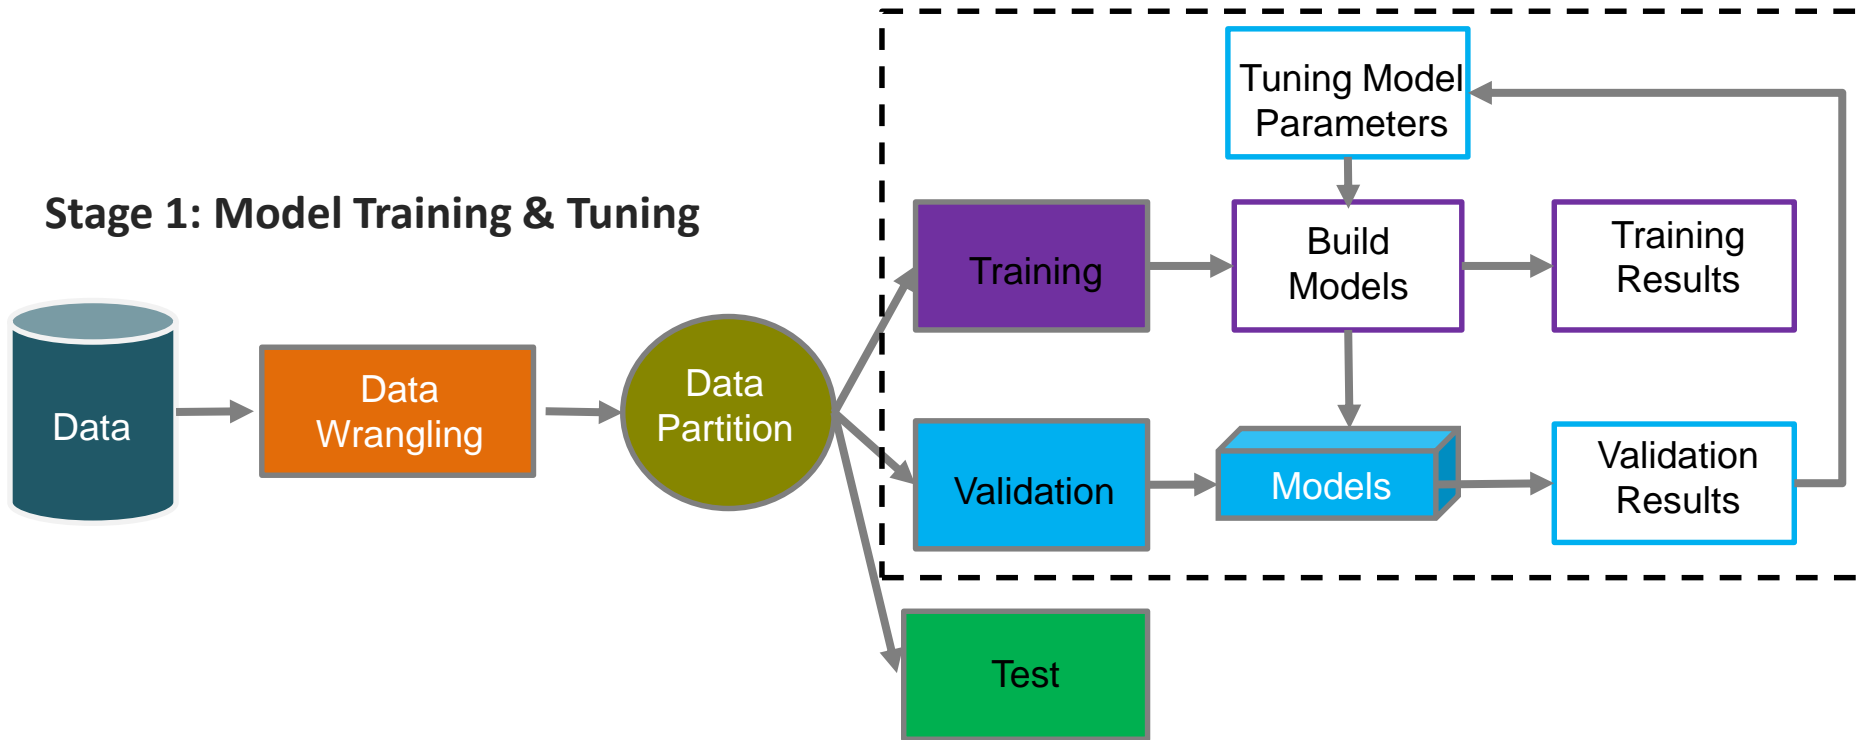 Tuning Model
Parameters
Stage 1: Model Training & Tuning
Training
Build
Models
Training
Results
Data
Data
Wrangling
Data
Partition
Validation
Models
Validation
Results
Test